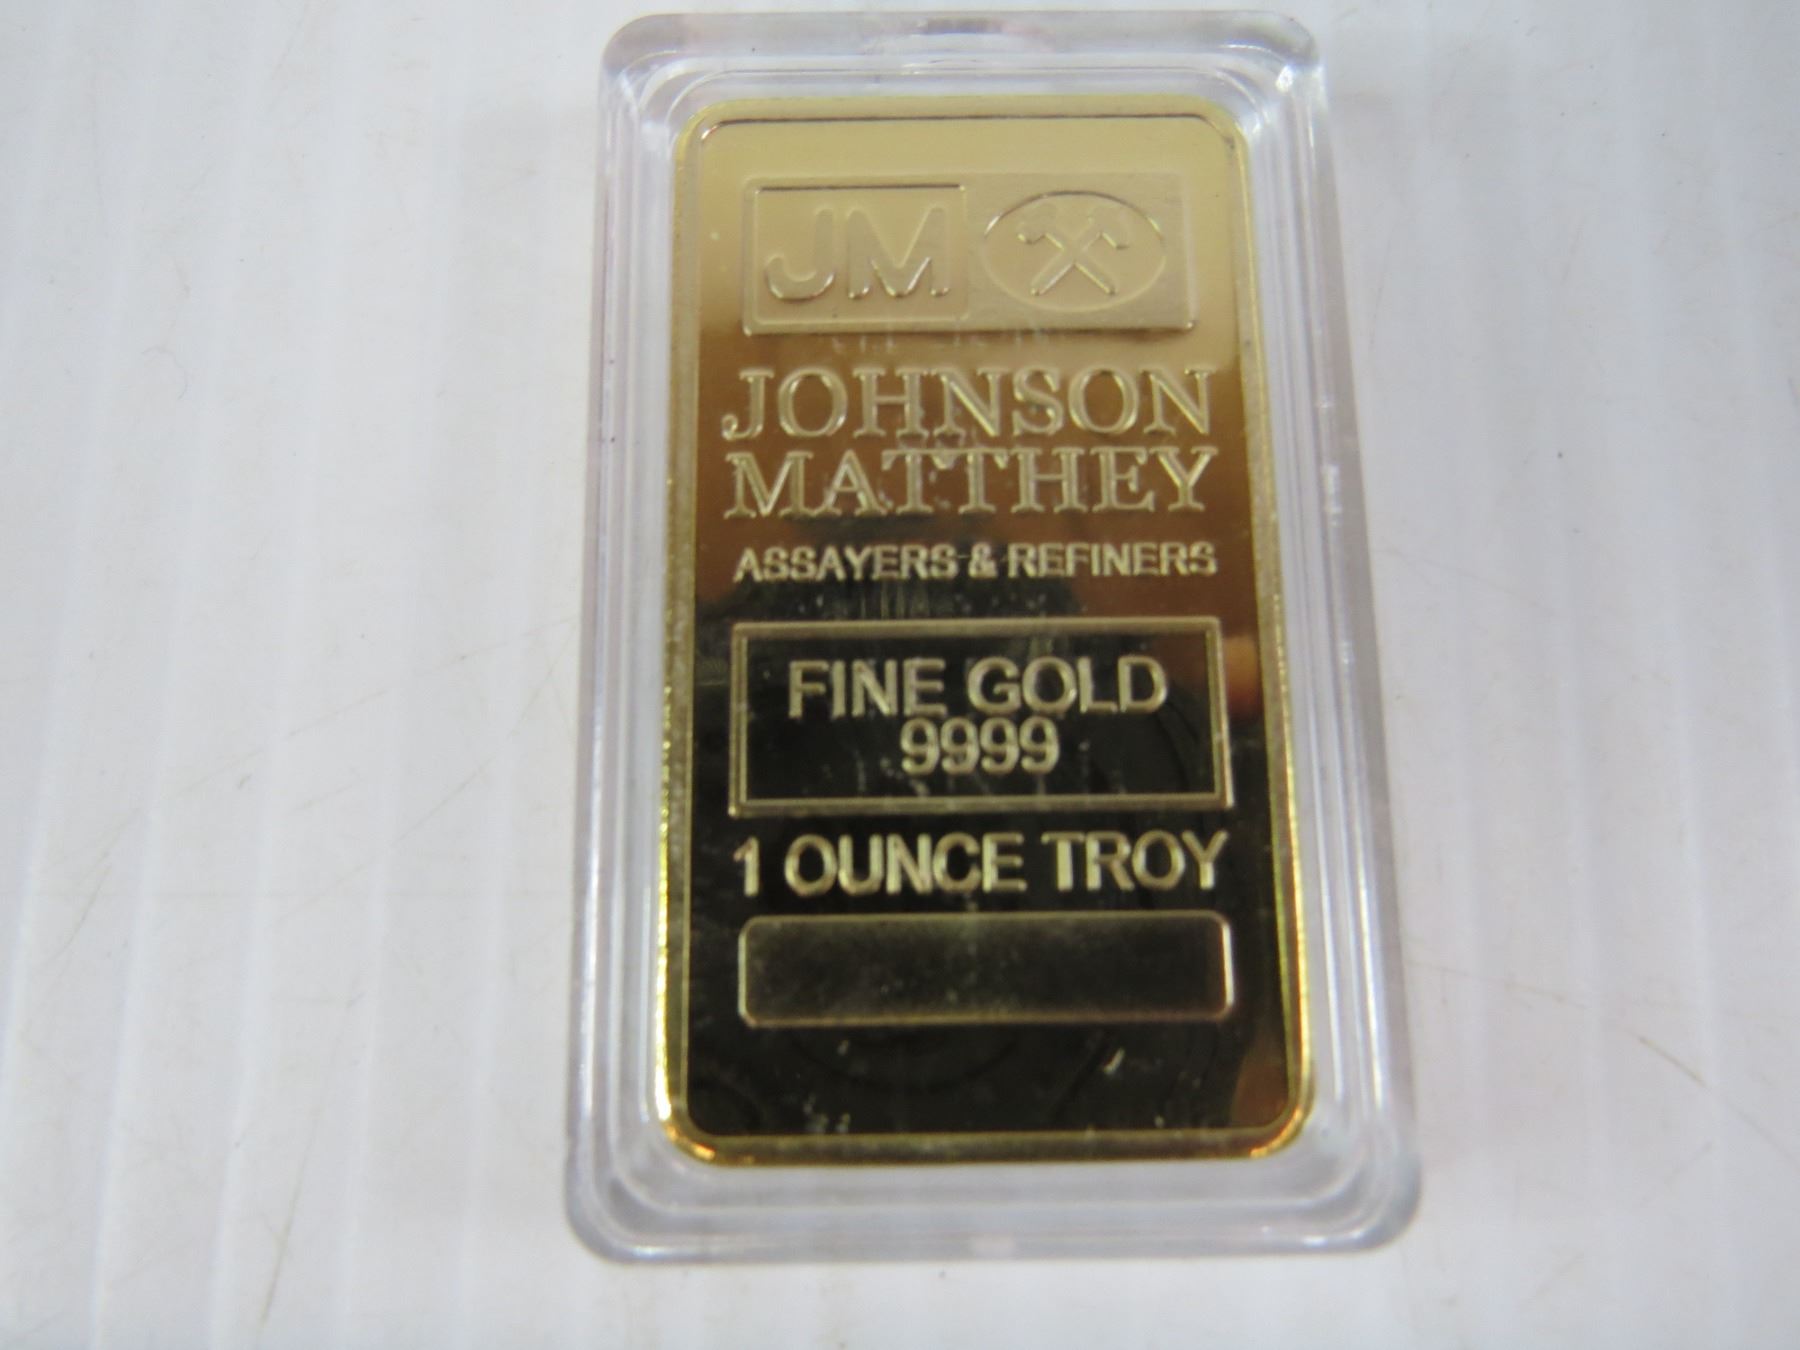 JM
JOHNSON
MATTHEY
ASSAYERS & REFINERS
FINE GOLD
9999
1 OUNCE TROY